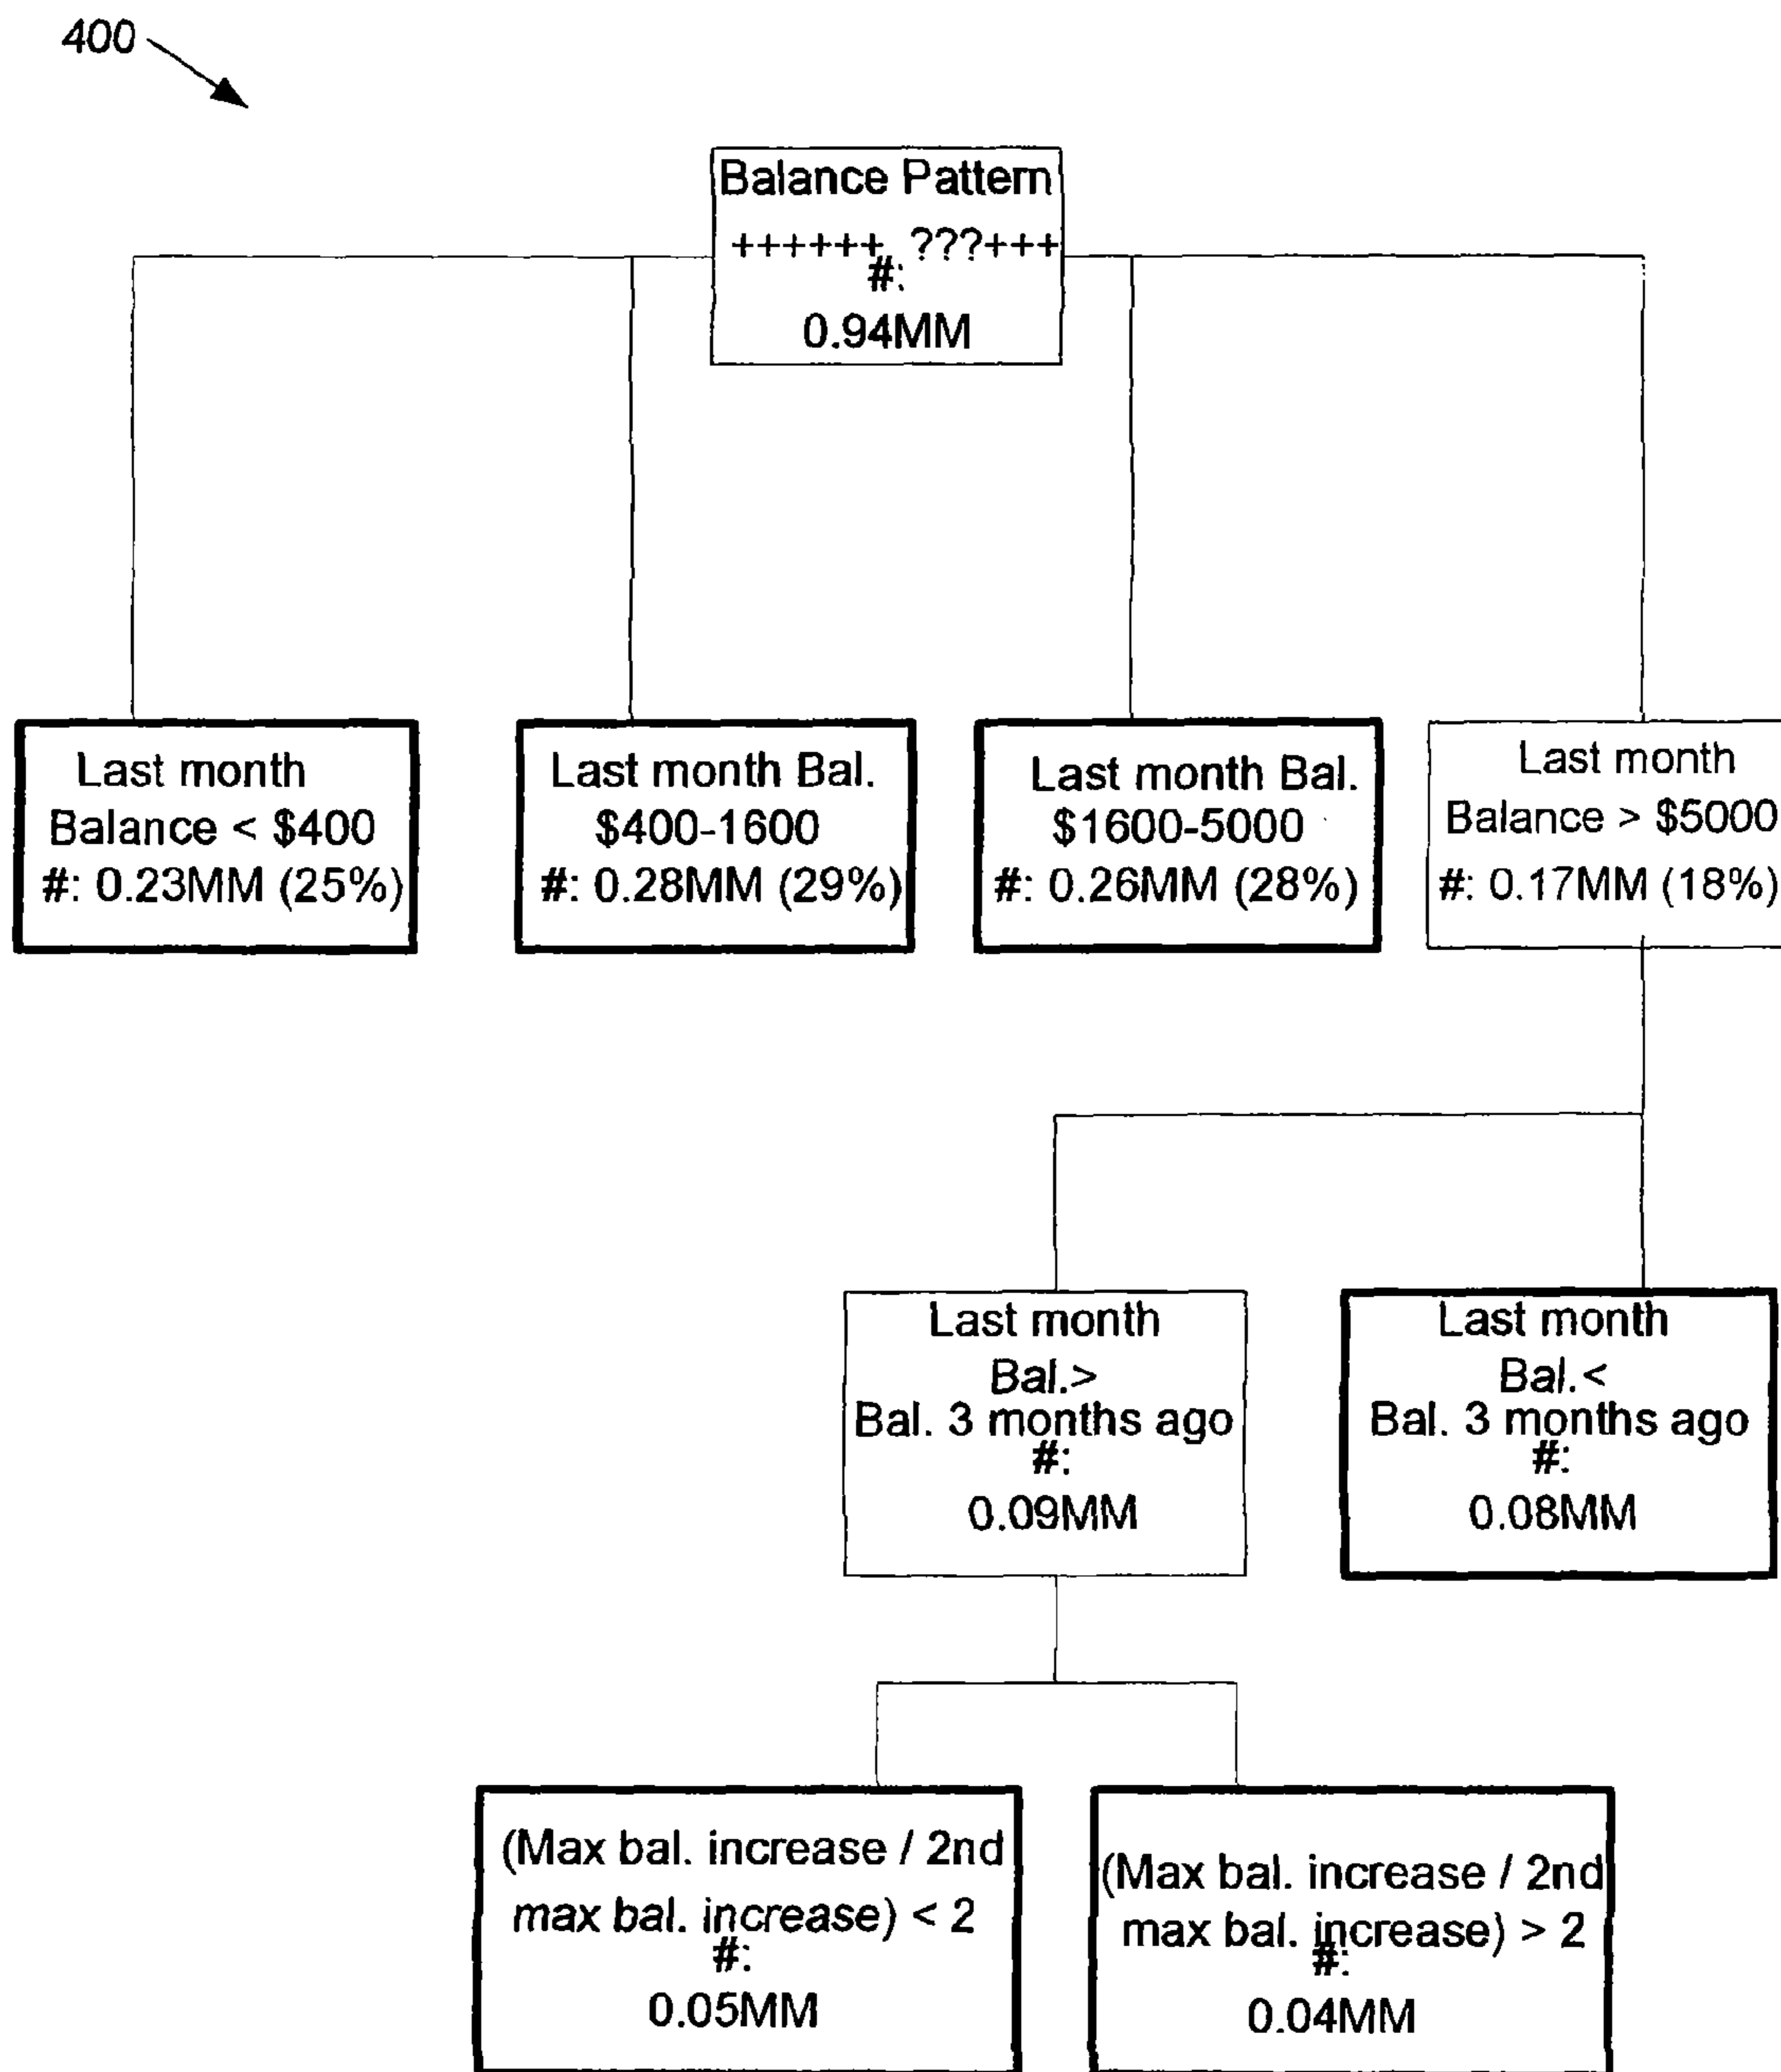 400
Balance Pattern
++++++, ???+++
#:
0.94MM
Last month
Balance < $400
#: 0.23MM (25%)
Last month Bal.
$400-1600
#: 0.28MM (29%)
Last month Bal.
$1600-5000
#: 0.26MM (28%)
Last month
Balance > $5000
#: 0.17MM (18%)
Last month
Bal.>
Bal. 3 months ago
#:
0.09MM
Last month
Bal.<
Bal. 3 months ago
#:
0.08MM
(Max bal. increase / 2nd
max bal. increase) < 2
#:
0.05MM
(Max bal. increase / 2nd
max bal. increase) > 2
#:
0.04MM